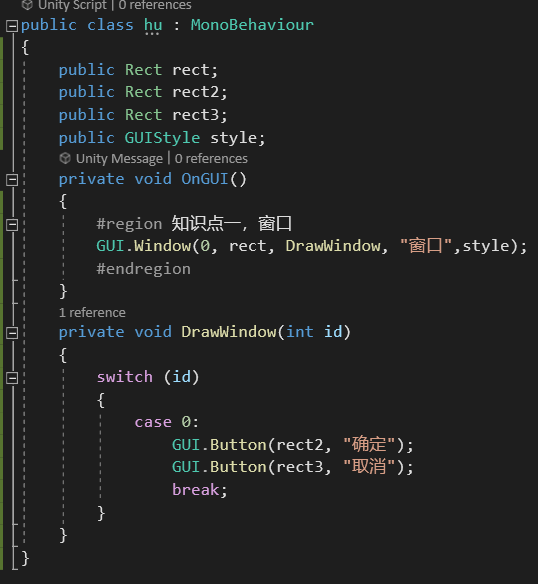 Unity Script | 0 references
public class hu : MonoBehaviour
{
public Rect rect;
public Rect rect2;
public Rect rect3;
public GUIStyle style;
Unity Message | 0 references
private void OnGUI()
{
#region 知识点一，窗口
GUI.Window(0, rect, DrawWindow, "窗口",style);
#endregion
}
1 reference
private void DrawWindow(int id)
{
switch (id)
{
case 0:
GUI.Button(rect2, "确定");
GUI.Button(rect3, "取消");
break;
}
}
}